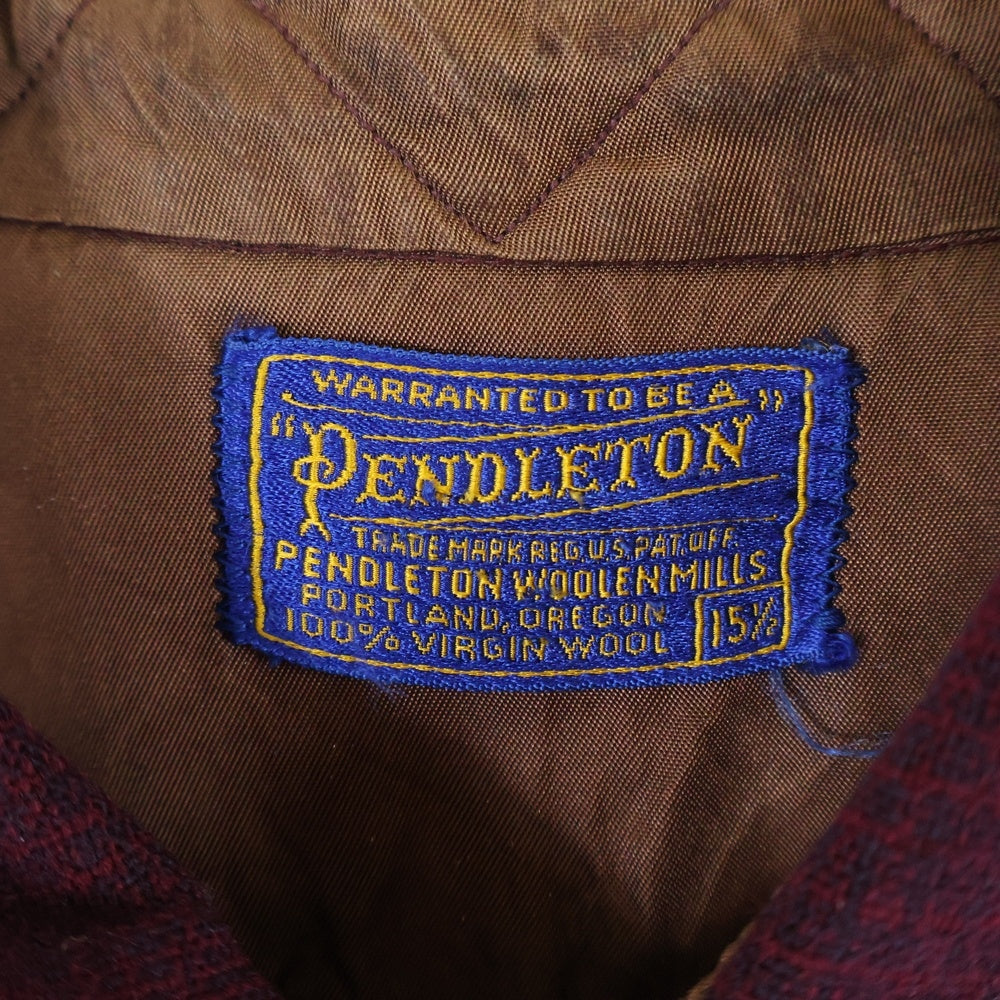 WARRANTED TO BE A
"PENDLETON"
TRADE MARK REG. U.S. PAT. OFF.
PENDLETON WOOLEN MILLS
PORTLAND, OREGON
100% VIRGIN WOOL
15½